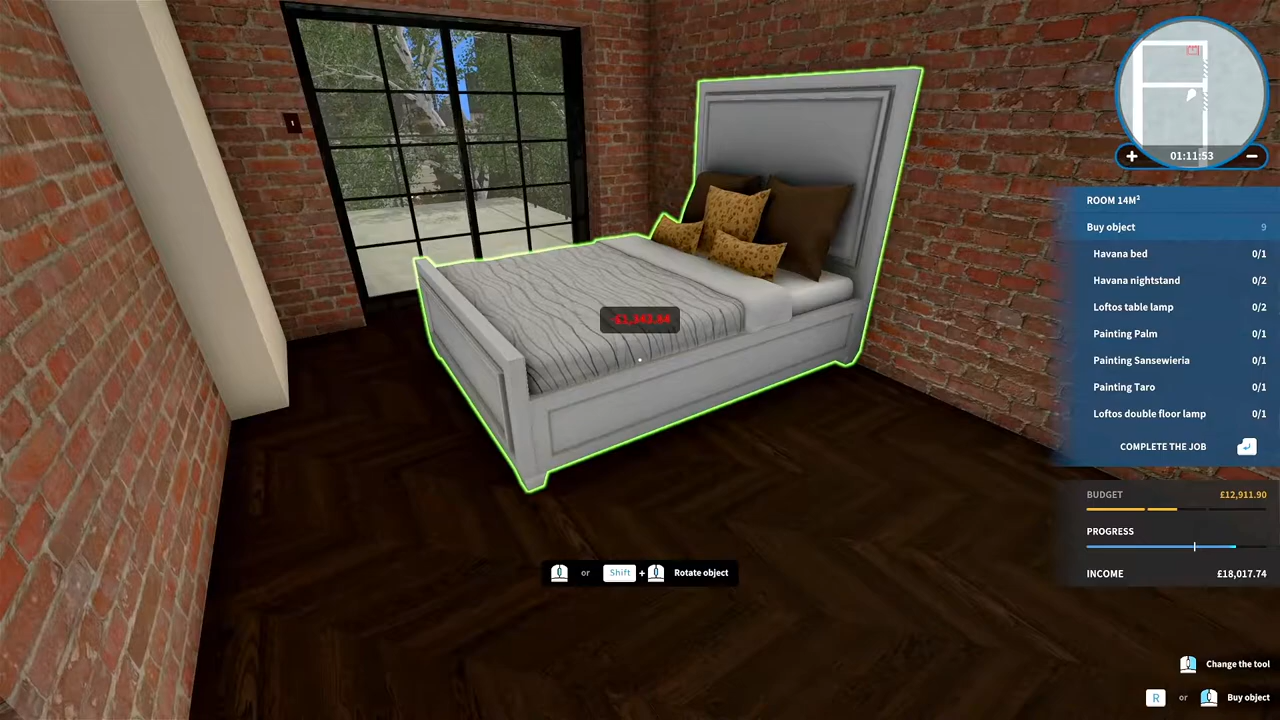 01:11:53
ROOM 14M²
Buy object 9
Havana bed 0/1
Havana nightstand 0/2
Loftos table lamp 0/2
Painting Palm 0/1
Painting Sansewieria 0/1
Painting Taro 0/1
Loftos double floor lamp 0/1
COMPLETE THE JOB
BUDGET £12,911.90
PROGRESS
INCOME £18,017.74
or Shift + Rotate object
Change the tool
R or Buy object